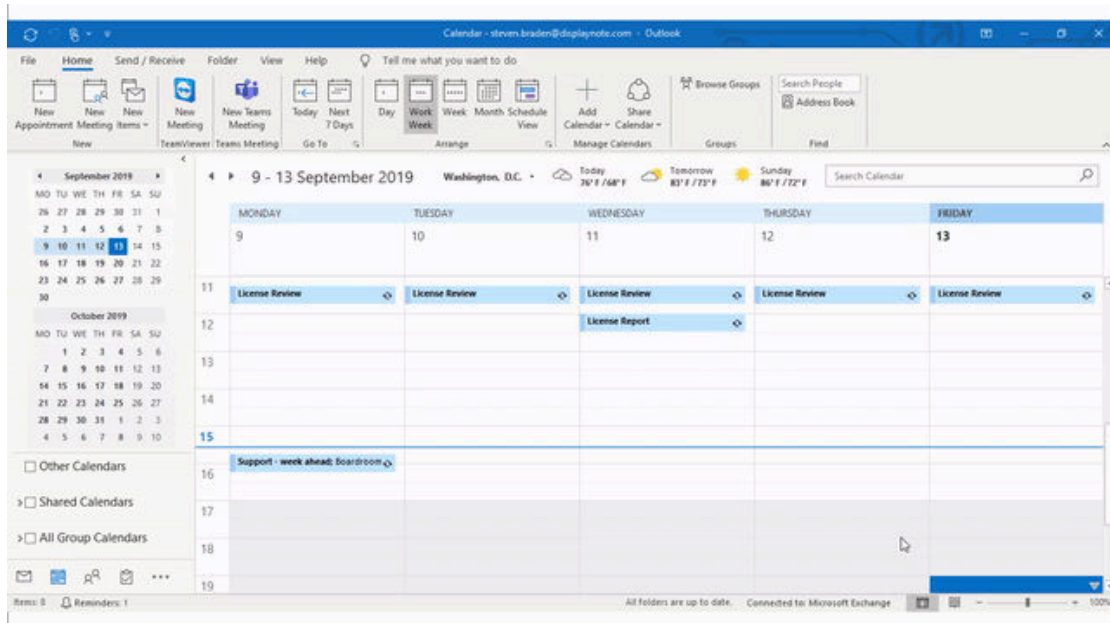 Calendar - steven.braden@displaynote.com - Outlook
File Home Send / Receive Folder View Help Tell me what you want to do
New Appointment
New Meeting
New Items
New Meeting
New Teams Meeting
Today
Next 7 Days
Day
Work Week
Week
Month
Schedule View
Add Calendar
Share Calendar
Browse Groups
Search People
Address Book
New TeamViewer Teams Meeting Go To Arrange Manage Calendars Groups Find
September 2019
MO TU WE TH FR SA SU
26 27 28 29 30 31 1
2 3 4 5 6 7 8
9 10 11 12 13 14 15
16 17 18 19 20 21 22
23 24 25 26 27 28 29
30
October 2019
MO TU WE TH FR SA SU
1 2 3 4 5 6
7 8 9 10 11 12 13
14 15 16 17 18 19 20
21 22 23 24 25 26 27
28 29 30 31 1 2 3
4 5 6 7 8 9 10
Other Calendars
Shared Calendars
All Group Calendars
9 - 13 September 2019
Washington, D.C.
Today
76°F/68°F
Tomorrow
83°F/73°F
Sunday
86°F/72°F
Search Calendar
MONDAY TUESDAY WEDNESDAY THURSDAY FRIDAY
9 10 11 12 13
11
License Review License Review License Review License Review License Review
License Report
12
13
14
15
Support - week ahead; Boardroom
16
17
18
19
Items: 0 Reminders: 1 All folders are up to date. Connected to: Microsoft Exchange 100%